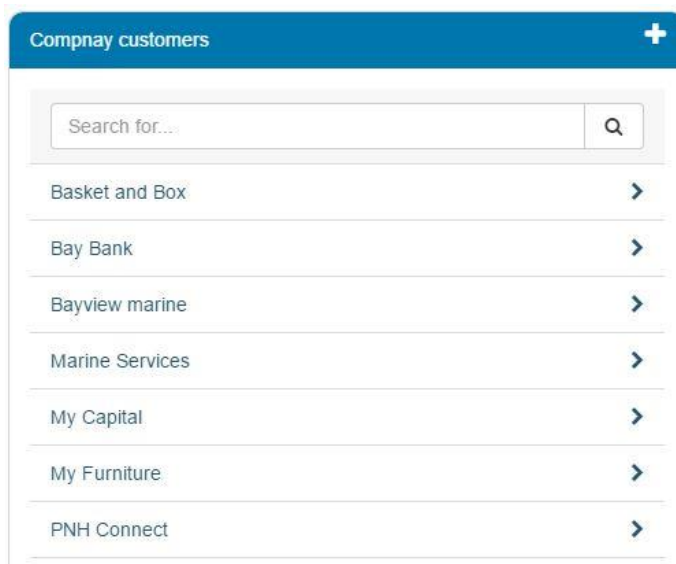 Compnay customers
Search for...
Basket and Box
Bay Bank
Bayview marine
Marine Services
My Capital
My Furniture
PNH Connect